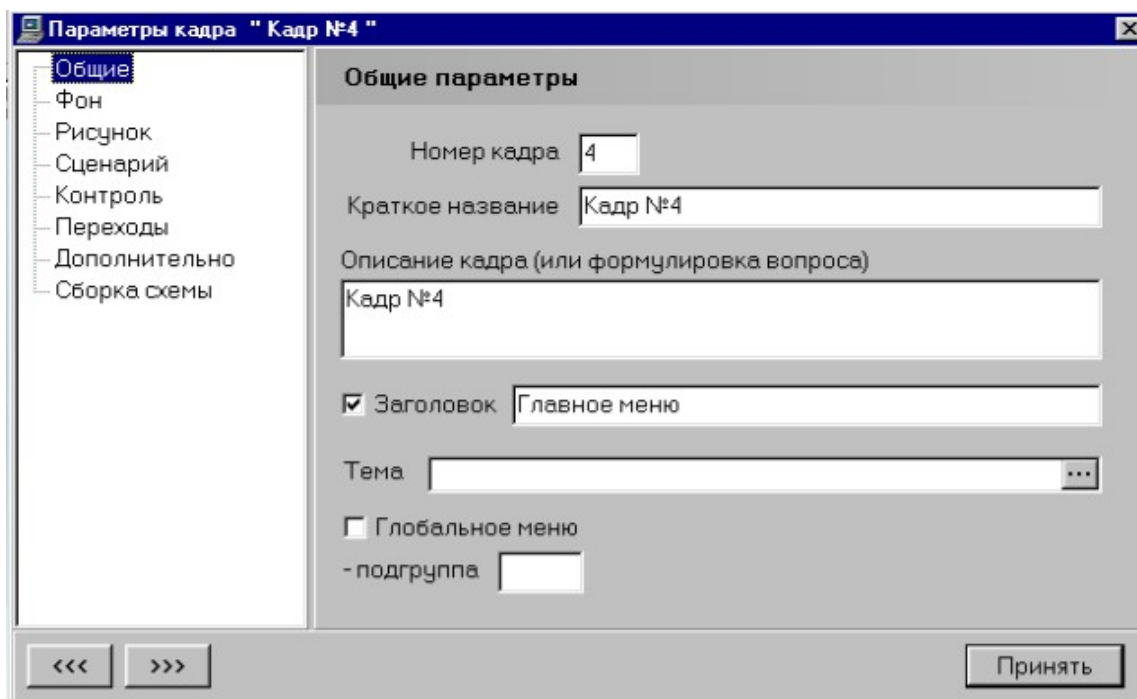 Параметры кадра " Кадр №4 "
Общие
Фон
Рисунок
Сценарий
Контроль
Переходы
Дополнительно
Сборка схемы
Общие параметры
Номер кадра 4
Краткое название Кадр №4
Описание кадра (или формулировка вопроса)
Кадр №4
Заголовок Главное меню
Тема ...
Глобальное меню
- подгруппа
<<< >>> Принять